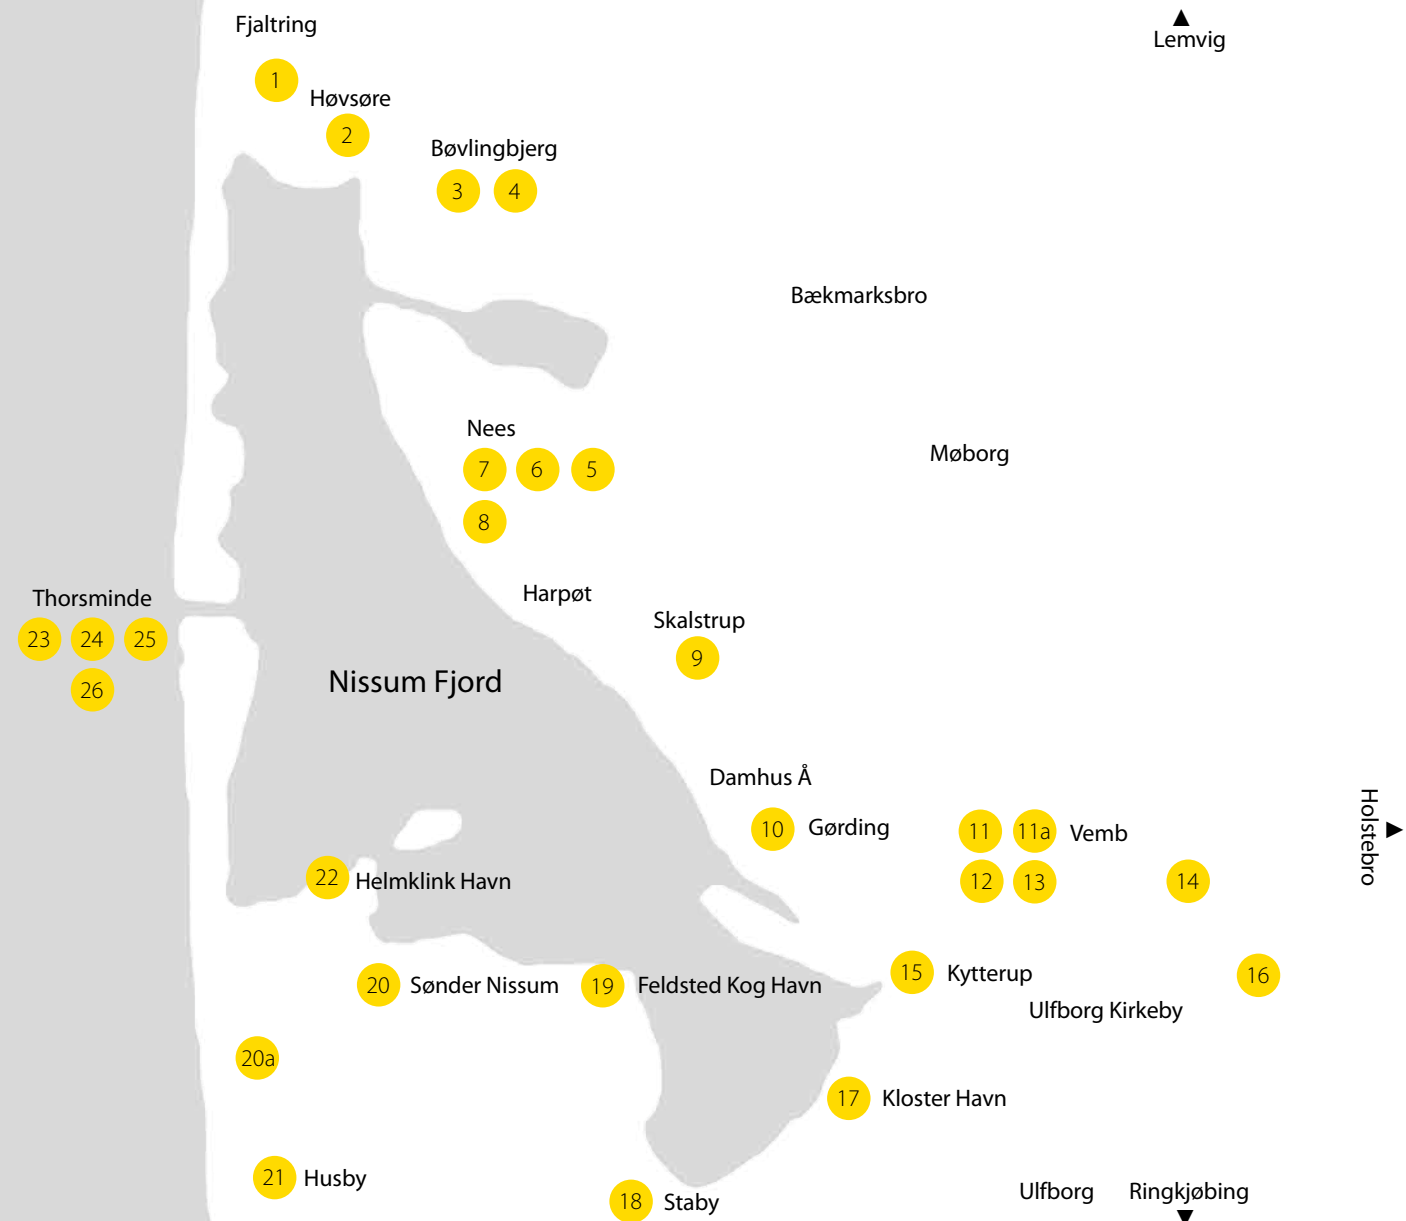 Fjaltring
▲
Lemvig
1
Høvsøre
2
Bøvlingbjerg
3 4
Bækmarksbro
Nees
7 6 5
8
Møborg
Harpøt
Thorsminde
23 24 25
26
Skalstrup
9
Nissum Fjord
Damhus Å
10 Gørding
11 11a Vemb
12 13
14
Holstebro ▶
22 Helmklink Havn
15 Kytterup
16
20 Sønder Nissum
19 Feldsted Kog Havn
Ulfborg Kirkeby
20a
17 Kloster Havn
21 Husby
18 Staby
Ulfborg
Ringkjøbing
▼